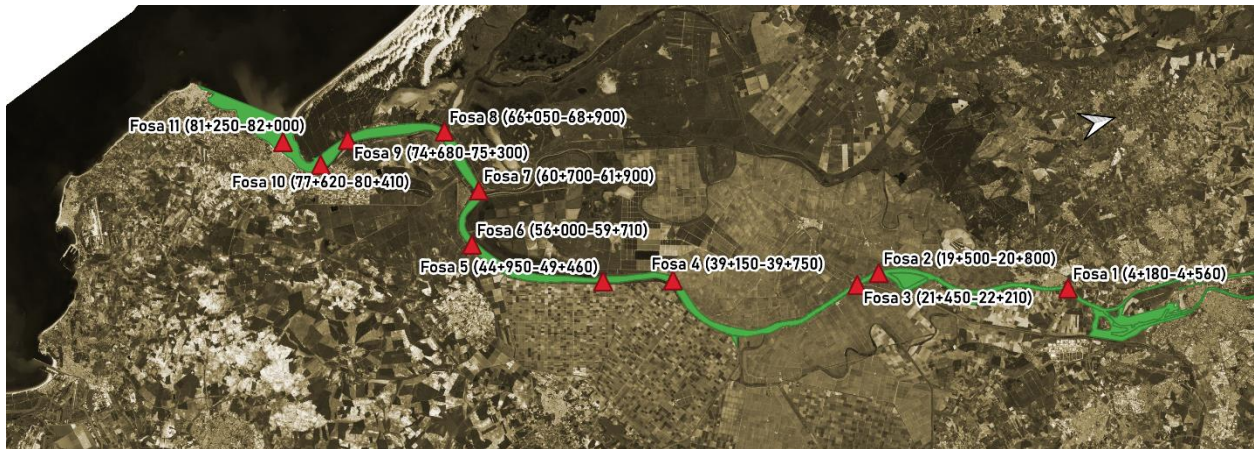 Fosa 11 (81+250-82+000)
Fosa 8 (66+050-68+900)
Fosa 9 (74+680-75+300)
Fosa 10 (77+620-80+410)
Fosa 7 (60+700-61+900)
Fosa 6 (56+000-59+710)
Fosa 5 (44+950-49+460)
Fosa 4 (39+150-39+750)
Fosa 2 (19+500-20+800)
Fosa 3 (21+450-22+210)
Fosa 1 (4+180-4+560)